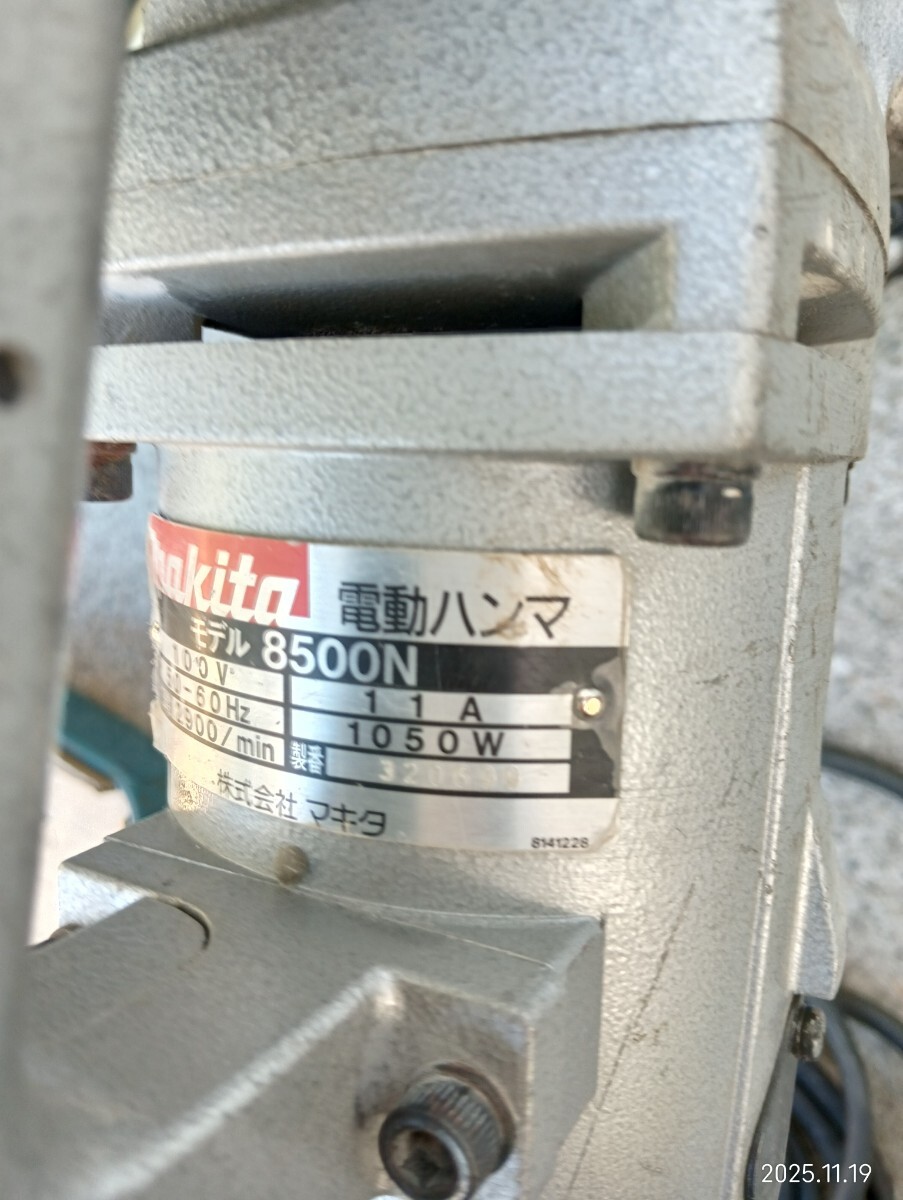 makita
電動ハンマ
モデル 8500N
100V
11A
50-60Hz
1050W
2900/min
製番
株式会社 マキタ
8141228
2025.11.19